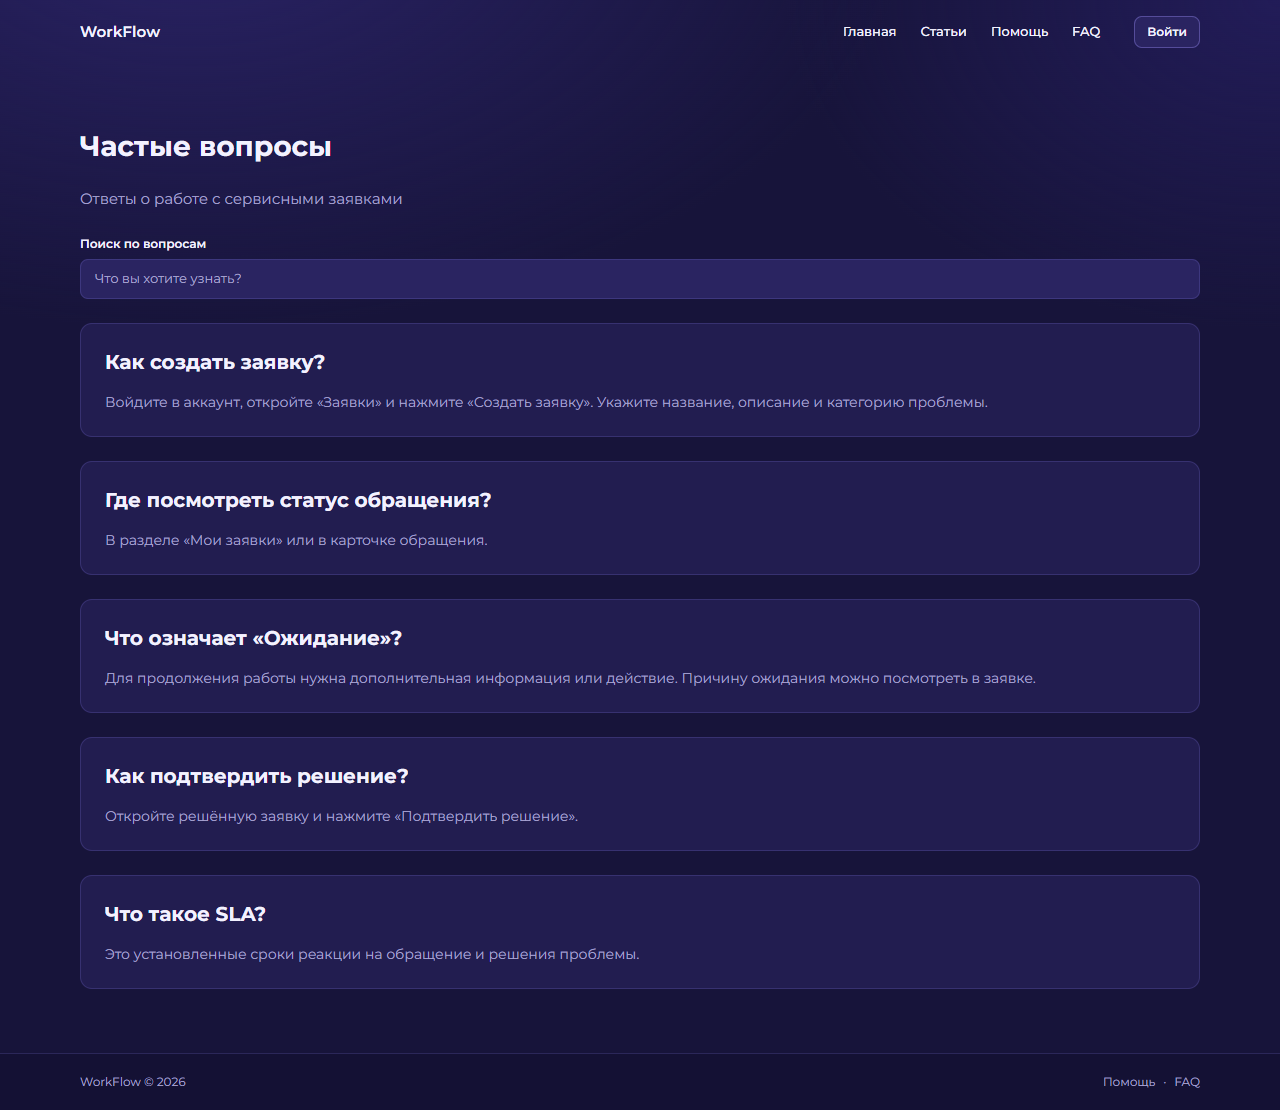 WorkFlow
Главная Статьи Помощь FAQ Войти
Частые вопросы
Ответы о работе с сервисными заявками
Поиск по вопросам
Что вы хотите узнать?
Как создать заявку?
Войдите в аккаунт, откройте «Заявки» и нажмите «Создать заявку». Укажите название, описание и категорию проблемы.
Где посмотреть статус обращения?
В разделе «Мои заявки» или в карточке обращения.
Что означает «Ожидание»?
Для продолжения работы нужна дополнительная информация или действие. Причину ожидания можно посмотреть в заявке.
Как подтвердить решение?
Откройте решённую заявку и нажмите «Подтвердить решение».
Что такое SLA?
Это установленные сроки реакции на обращение и решения проблемы.
WorkFlow © 2026
Помощь · FAQ